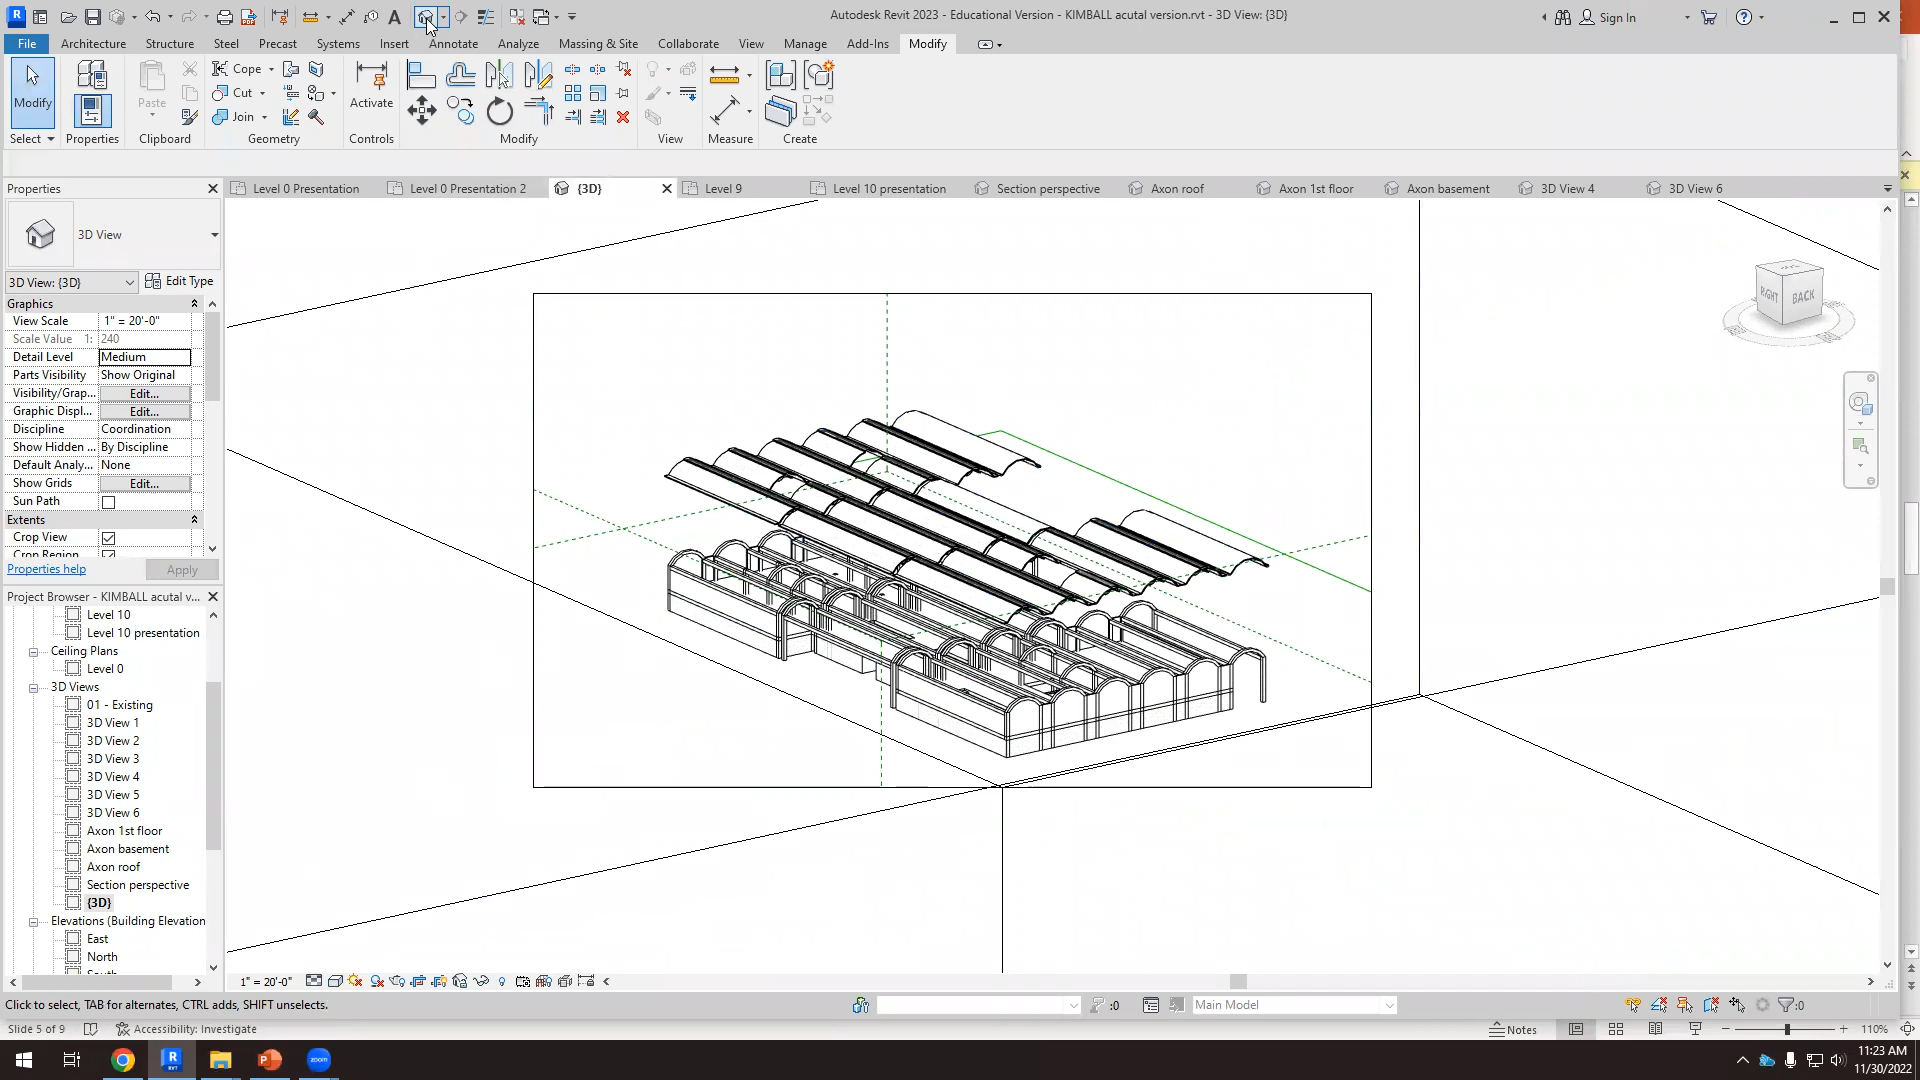 Autodesk Revit 2023 - Educational Version - KIMBALL acutal version.rvt - 3D View: {3D}
Sign In
File Architecture Structure Steel Precast Systems Insert Annotate Analyze Massing & Site Collaborate View Manage Add-Ins Modify
Modify
Select
Properties
Paste
Clipboard
Cope
Cut
Join
Geometry
Activate
Controls
Modify
View
Measure
Create
Properties
Level 0 Presentation
Level 0 Presentation 2
{3D}
Level 9
Level 10 presentation
Section perspective
Axon roof
Axon 1st floor
Axon basement
3D View 4
3D View 6
3D View
3D View: {3D}
Edit Type
Graphics
View Scale 1" = 20'-0"
Scale Value 1: 240
Detail Level Medium
Parts Visibility Show Original
Visibility/Grap... Edit...
Graphic Displ... Edit...
Discipline Coordination
Show Hidden ... By Discipline
Default Analy... None
Show Grids Edit...
Sun Path
Extents
Crop View
Crop Region
Properties help
Apply
RIGHT BACK
Project Browser - KIMBALL acutal v...
Level 10
Level 10 presentation
Ceiling Plans
Level 0
3D Views
01 - Existing
3D View 1
3D View 2
3D View 3
3D View 4
3D View 5
3D View 6
Axon 1st floor
Axon basement
Axon roof
Section perspective
{3D}
Elevations (Building Elevation
East
North
South
1" = 20'-0"
Click to select, TAB for alternates, CTRL adds, SHIFT unselects.
:0
Main Model
:0
Slide 5 of 9
Accessibility: Investigate
Notes
110%
11:23 AM
11/30/2022